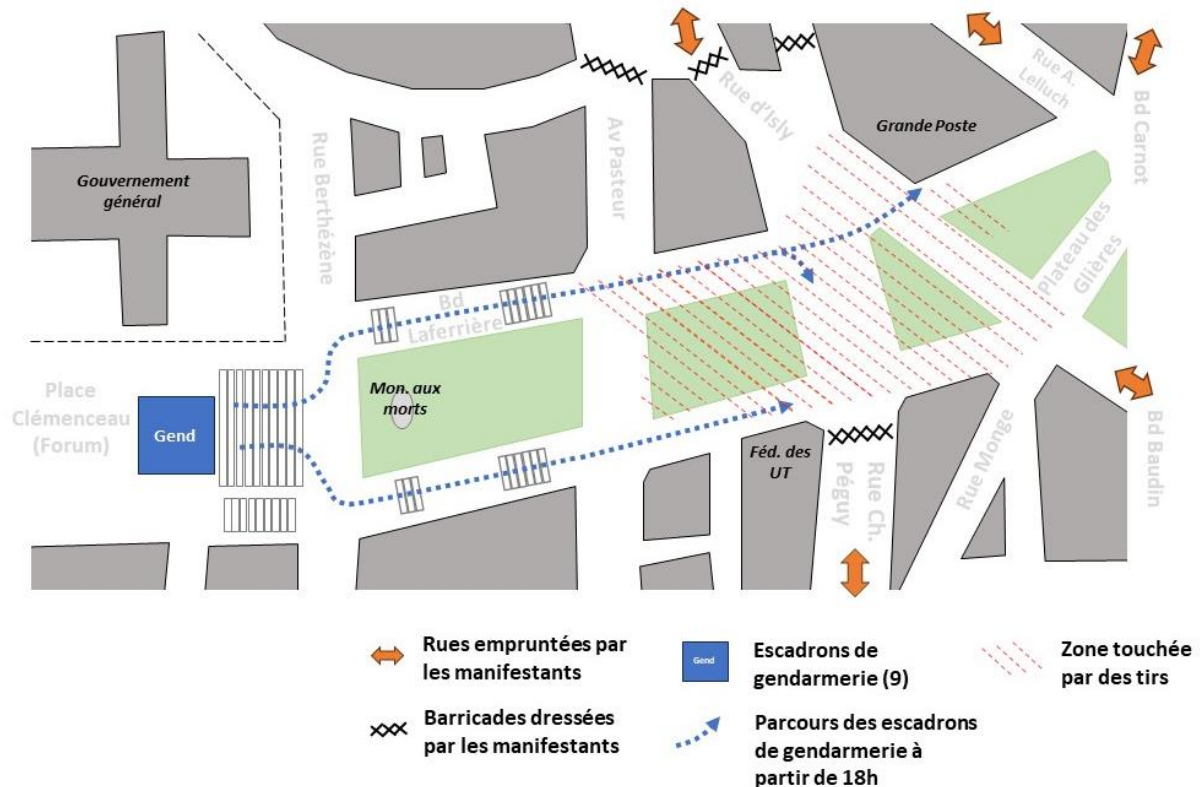 Gouvernement
général
Rue Berthézène
Av Pasteur
Rue d'Isly
Grande Poste
Rue A.
Lelluch
Bd Carnot
Plateau des
Glières
Bd
Laferrière
Place
Clémenceau
(Forum)
Gend
Mon. aux
morts
Féd. des
UT
Rue Ch.
Péguy
Rue Monge
Bd Baudin
Rues empruntées par
les manifestants
Barricades dressées
par les manifestants
Gend
Escadrons de
gendarmerie (9)
Parcours des escadrons
de gendarmerie à
partir de 18h
Zone touchée
par des tirs